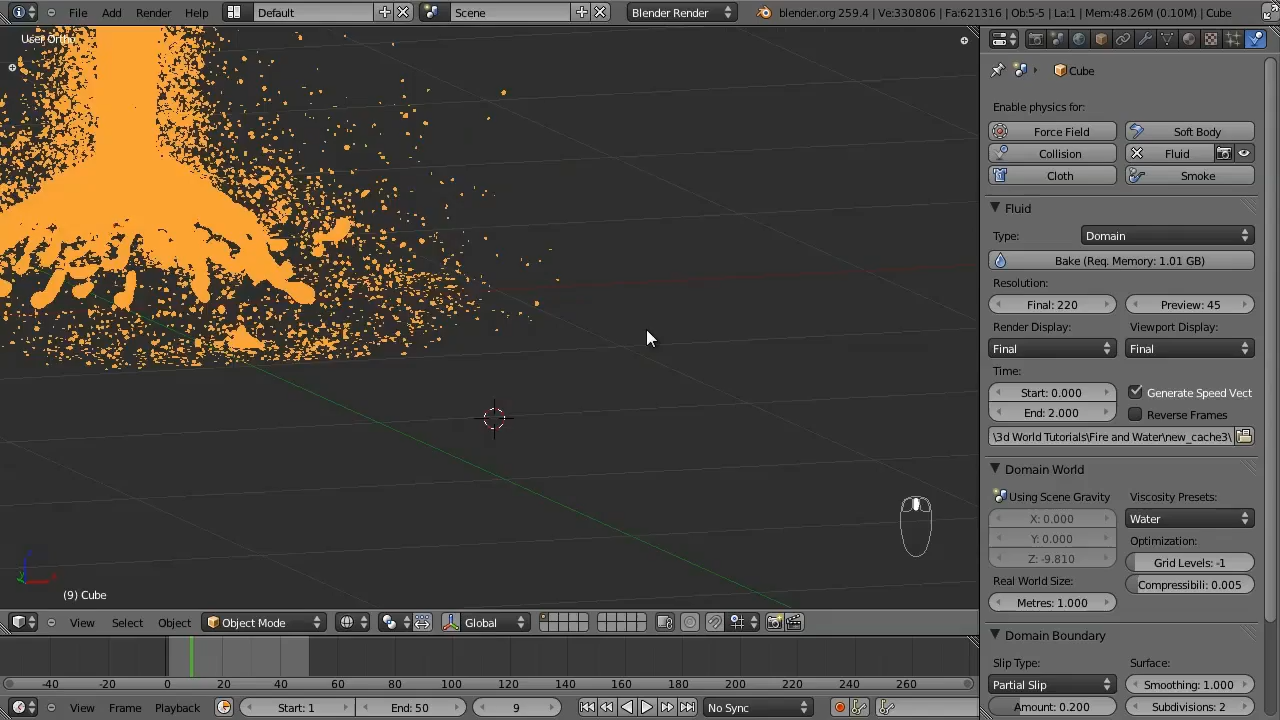 File Add Render Help Default Scene Blender Render blender.org 259.4 | Ve:330806 | Fa:621316 | Ob:5-5 | La:1 | Mem:48.26M (0.10M) | Cube
User Ortho
Cube
Enable physics for:
Force Field Soft Body
Collision Fluid
Cloth Smoke
Fluid
Type: Domain
Bake (Req. Memory: 1.01 GB)
Resolution:
Final: 220 Preview: 45
Render Display: Viewport Display:
Final Final
Time:
Start: 0.000 Generate Speed Vect
End: 2.000 Reverse Frames
\3d World Tutorials\Fire and Water\new_cache3\
Domain World
Using Scene Gravity Viscosity Presets:
X: 0.000 Water
Y: 0.000 Optimization:
Z: -9.810 Grid Levels: -1
Real World Size: Compressibili: 0.005
Metres: 1.000
Domain Boundary
Slip Type: Surface:
Partial Slip Smoothing: 1.000
Amount: 0.200 Subdivisions: 2
(9) Cube
View Select Object Object Mode Global
-40 -20 0 20 40 60 80 100 120 140 160 180 200 220 240 260
View Frame Playback Start: 1 End: 50 9 No Sync